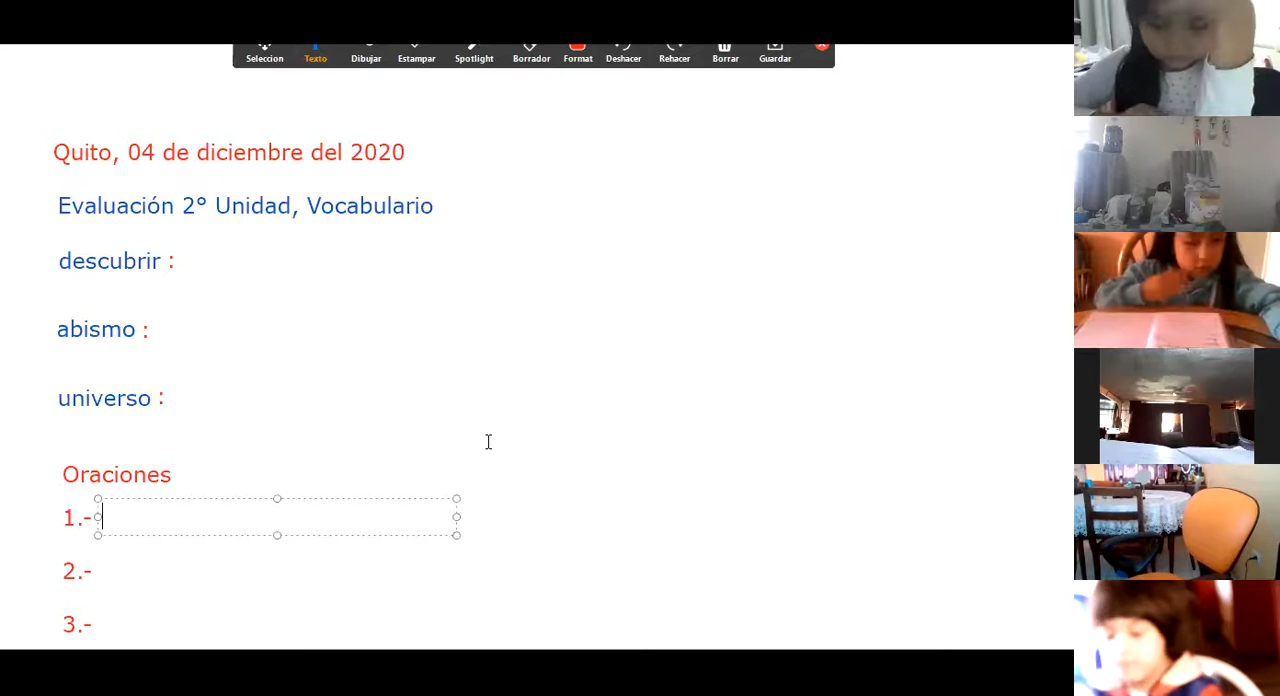 Seleccion Texto Dibujar Estampar Spotlight Borrador Format Deshacer Rehacer Borrar Guardar
Quito, 04 de diciembre del 2020
Evaluación 2° Unidad, Vocabulario
descubrir :
abismo :
universo :
Oraciones
1.-
2.-
3.-